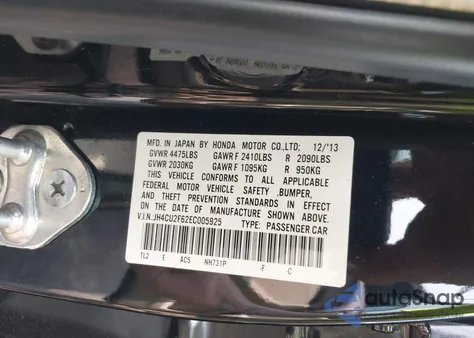 MFD. IN JAPAN BY HONDA MOTOR CO.,LTD; 12/'13
GVWR 4475LBS GAWR F 2410LBS R 2090LBS
GVWR 2030KG GAWR F 1095KG R 950KG
THIS VEHICLE CONFORMS TO ALL APPLICABLE
FEDERAL MOTOR VEHICLE SAFETY ,BUMPER,
AND THEFT PREVENTION STANDARDS IN EFFECT
ON THE DATE OF MANUFACTURE SHOWN ABOVE.
V.I.N.:JH4CU2F62EC005925 TYPE: PASSENGER CAR
TL2 E AC5 NH731P -F -C
autoSnap